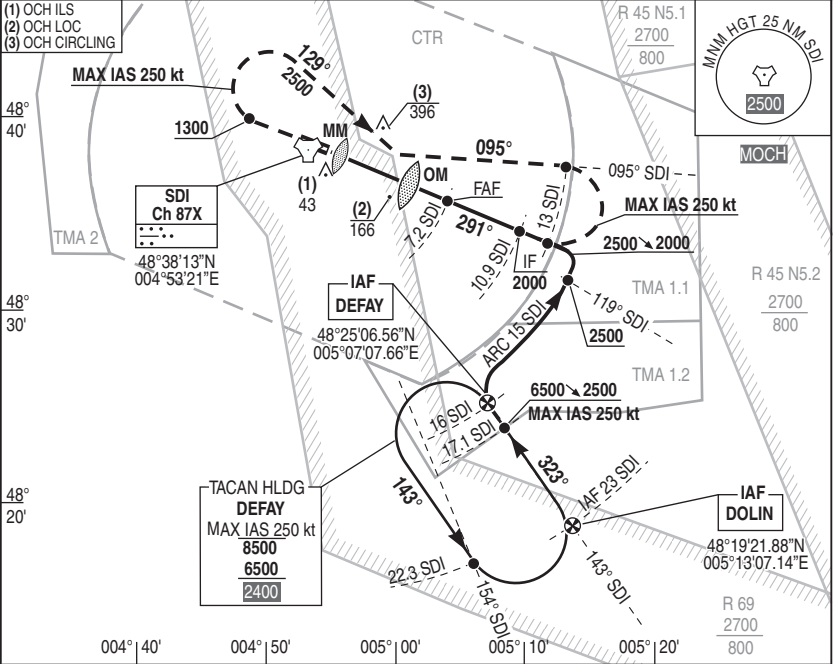 (1) OCH ILS
(2) OCH LOC
(3) OCH CIRCLING
CTR
R 45 N5.1
2700
800
MNM HGT 25 NM SDI
2500
MOCH
MAX IAS 250 kt
129°
2500
(3)
396
48°
40'
1300
MM
095°
095° SDI
OM
(1)
43
(2)
166
FAF
7.2 SDI
291°
13 SDI
MAX IAS 250 kt
10.9 SDI
IF
2000
2500 ↘ 2000
SDI
Ch 87X
48°38'13"N
004°53'21"E
TMA 2
IAF
DEFAY
48°25'06.56"N
005°07'07.66"E
TMA 1.1
R 45 N5.2
2700
800
119° SDI
ARC 15 SDI
2500
48°
30'
TMA 1.2
6500 ↘ 2500
MAX IAS 250 kt
16 SDI
17.1 SDI
323°
143°
IAF 23 SDI
IAF
DOLIN
48°19'21.88"N
005°13'07.14"E
TACAN HLDG
DEFAY
MAX IAS 250 kt
8500
6500
2400
48°
20'
22.3 SDI
154° SDI
143° SDI
R 69
2700
800
004°40'
004°50'
005°00'
005°10'
005°20'